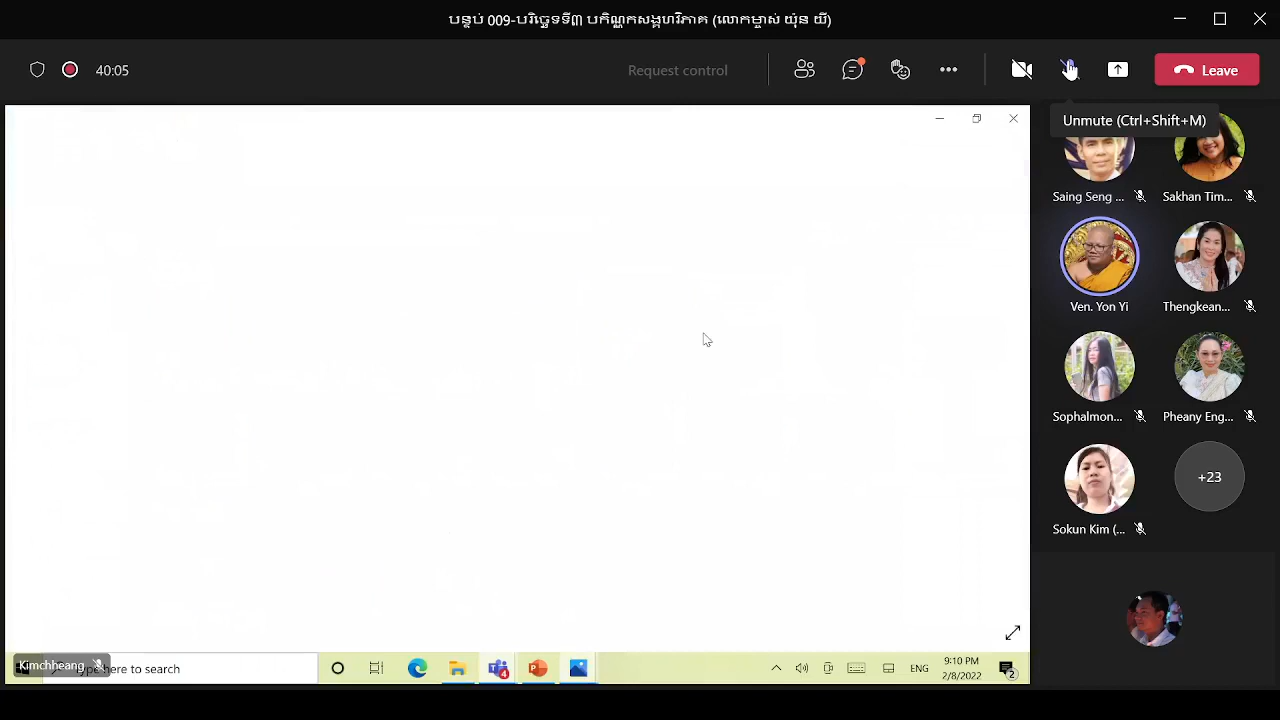 បន្ទប់ 009-បរិច្ឆេទទី៣ បកិណ្ណកសង្គហវិភាគ (លោកម្ចាស់ យ៉ុន យី)
40:05
Request control
Leave
Unmute (Ctrl+Shift+M)
Saing Seng ...
Sakhan Tim...
Ven. Yon Yi
Thengkean...
Sophalmon...
Pheany Eng...
Sokun Kim (...
+23
Kimchheang
here to search
4
ENG
9:10 PM
2/8/2022
2